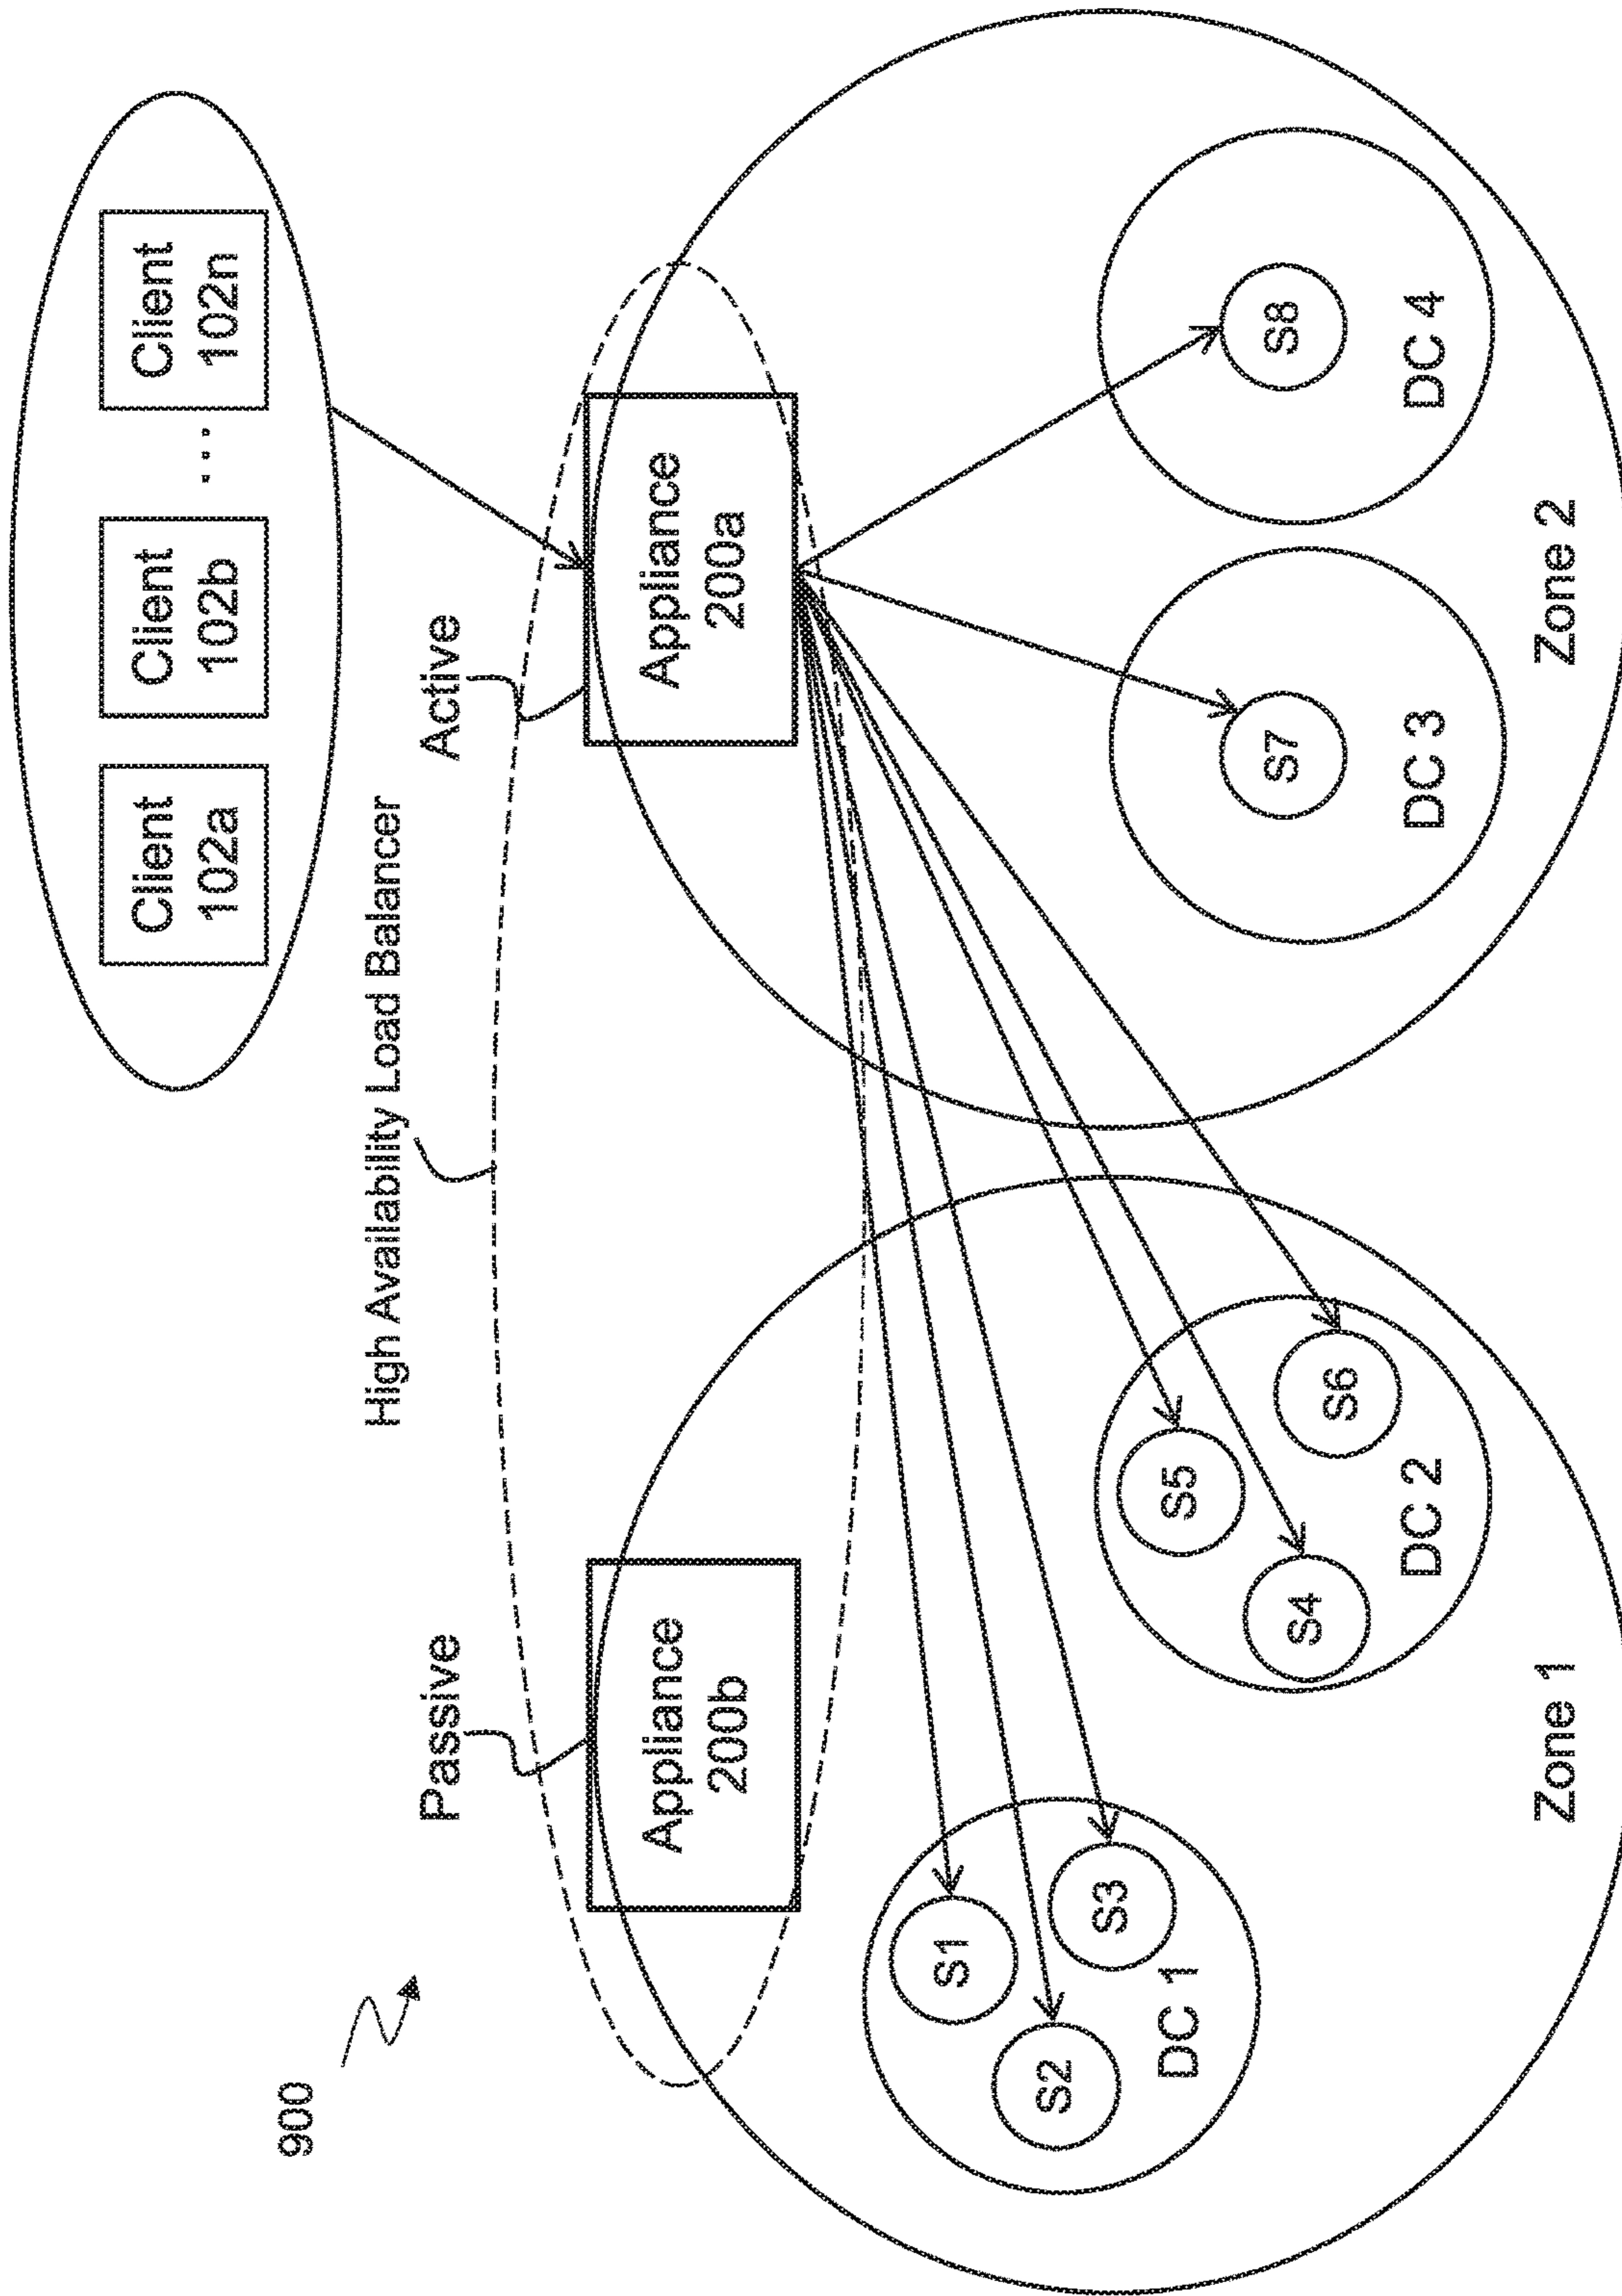 900
Client
102a
Client
102b
...
Client
102n
High Availability Load Balancer
Passive
Active
Appliance
200b
Appliance
200a
S1
S2
S3
DC 1
S5
S4
S6
DC 2
S7
DC 3
S8
DC 4
Zone 1
Zone 2